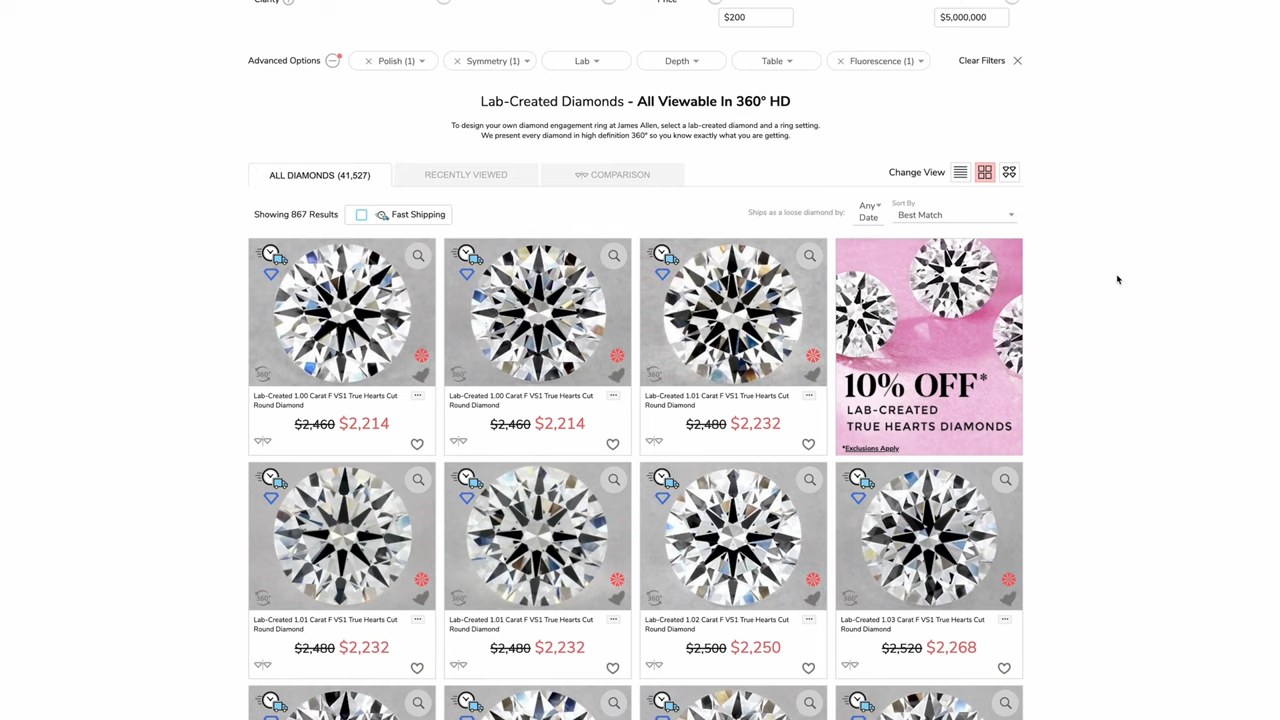 Clarity ?
Price
$200
$5,000,000
Advanced Options
Polish (1)
Symmetry (1)
Lab
Depth
Table
Fluorescence (1)
Clear Filters
Lab-Created Diamonds - All Viewable In 360° HD
To design your own diamond engagement ring at James Allen, select a lab-created diamond and a ring setting.
We present every diamond in high definition 360° so you know exactly what you are getting.
ALL DIAMONDS (41,527)
RECENTLY VIEWED
COMPARISON
Change View
Showing 867 Results
Fast Shipping
Ships as a loose diamond by:
Any
Date
Sort By
Best Match
360°
360°
360°
10% OFF*
LAB-CREATED
TRUE HEARTS DIAMONDS
*Exclusions Apply
Lab-Created 1.00 Carat F VS1 True Hearts Cut
Round Diamond
$2,460 $2,214
Lab-Created 1.00 Carat F VS1 True Hearts Cut
Round Diamond
$2,460 $2,214
Lab-Created 1.01 Carat F VS1 True Hearts Cut
Round Diamond
$2,480 $2,232
360°
360°
360°
360°
Lab-Created 1.01 Carat F VS1 True Hearts Cut
Round Diamond
$2,480 $2,232
Lab-Created 1.01 Carat F VS1 True Hearts Cut
Round Diamond
$2,480 $2,232
Lab-Created 1.02 Carat F VS1 True Hearts Cut
Round Diamond
$2,500 $2,250
Lab-Created 1.03 Carat F VS1 True Hearts Cut
Round Diamond
$2,520 $2,268